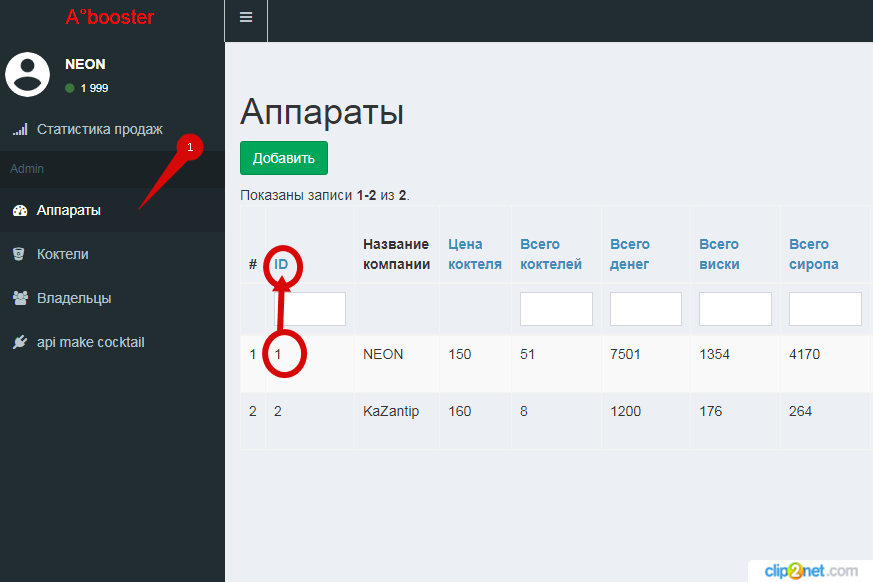 A°booster
NEON
1 999
Статистика продаж
1
Admin
Аппараты
Коктели
Владельцы
api make cocktail
Аппараты
Добавить
Показаны записи 1-2 из 2.
# ID Название компании Цена коктеля Всего коктелей Всего денег Всего виски Всего сиропа
1 1 NEON 150 51 7501 1354 4170
2 2 KaZantip 160 8 1200 176 264
clip2net.com